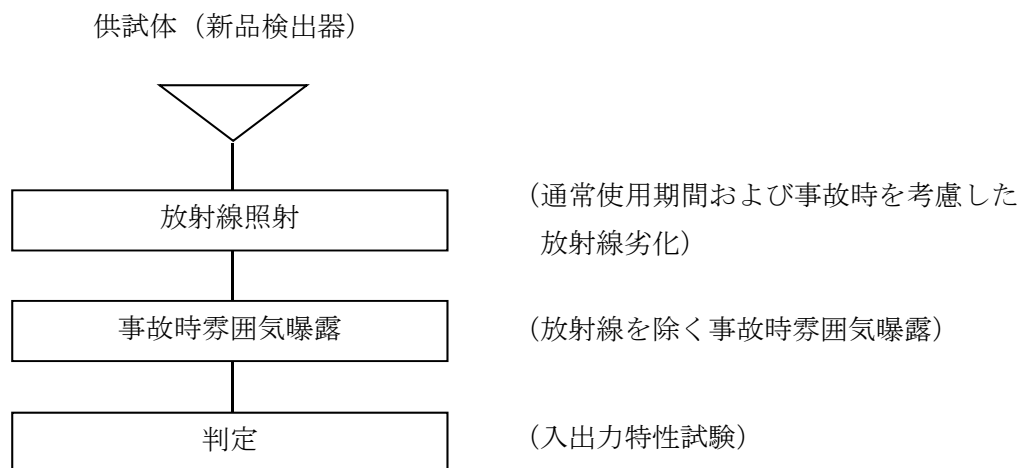 供試体(新品検出器)
放射線照射
(通常使用期間および事故時を考慮した
放射線劣化)
事故時雰囲気曝露
(放射線を除く事故時雰囲気曝露)
判定
(入出力特性試験)